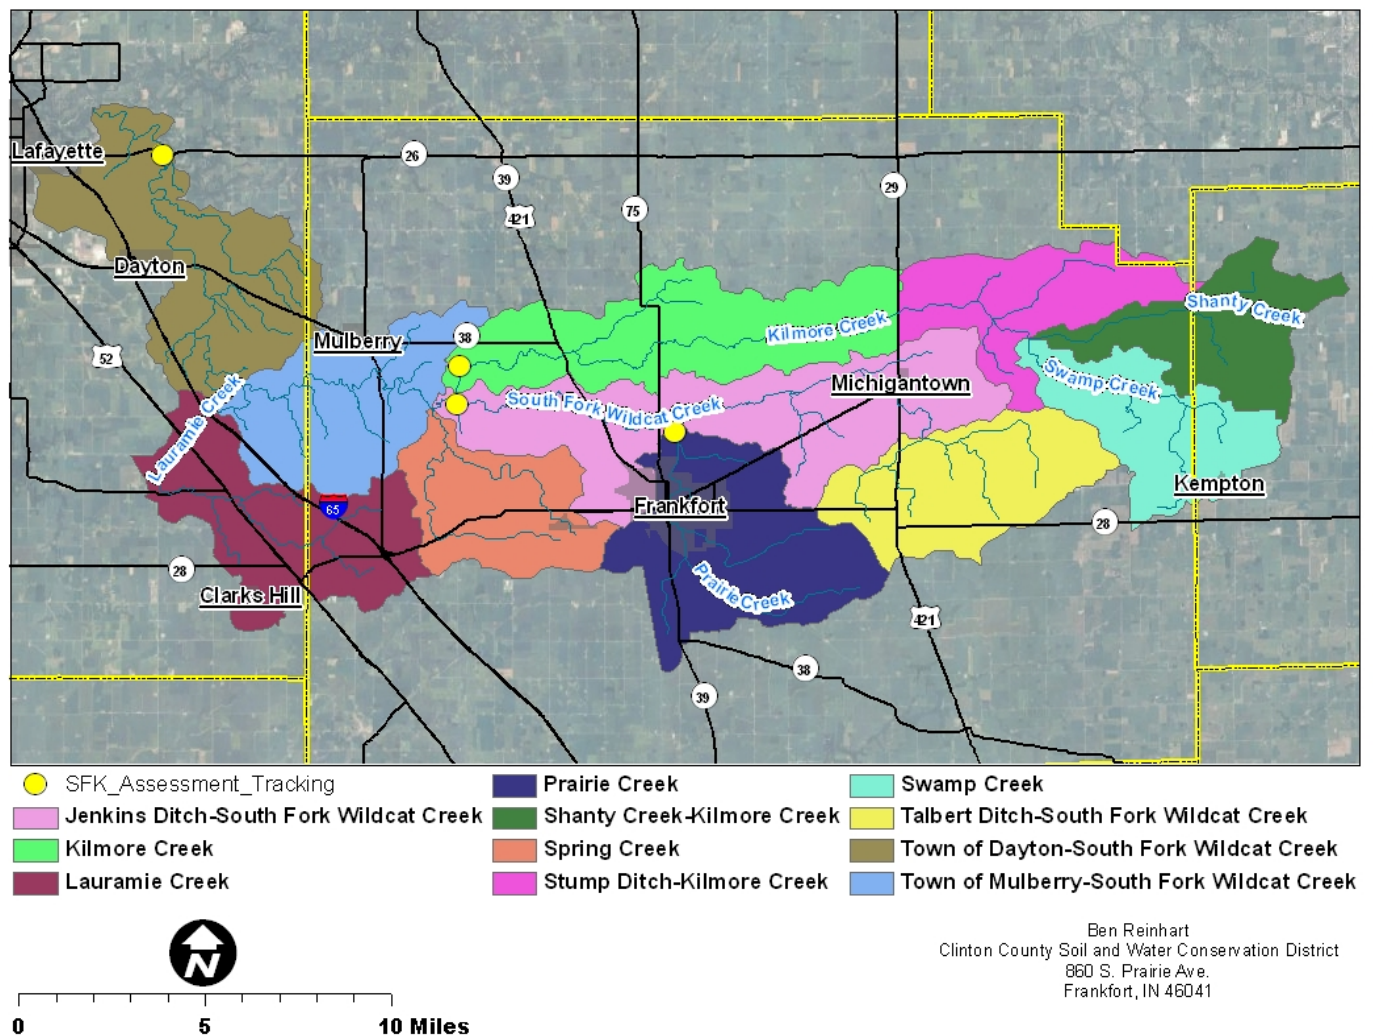 Lafayette
26
39
29
421
75
Dayton
Shanty Creek
Kilmore Creek
38
Mulberry
52
Swamp Creek
Michigantown
Lauramie Creek
South Fork Wildcat Creek
Kempton
65
Frankfort
28
28
Clarks Hill
Prairie Creek
421
38
39
SFK_Assessment_Tracking
Jenkins Ditch-South Fork Wildcat Creek
Kilmore Creek
Lauramie Creek
Prairie Creek
Shanty Creek-Kilmore Creek
Spring Creek
Stump Ditch-Kilmore Creek
Swamp Creek
Talbert Ditch-South Fork Wildcat Creek
Town of Dayton-South Fork Wildcat Creek
Town of Mulberry-South Fork Wildcat Creek
N
0 5 10 Miles
Ben Reinhart
Clinton County Soil and Water Conservation District
860 S. Prairie Ave.
Frankfort, IN 46041